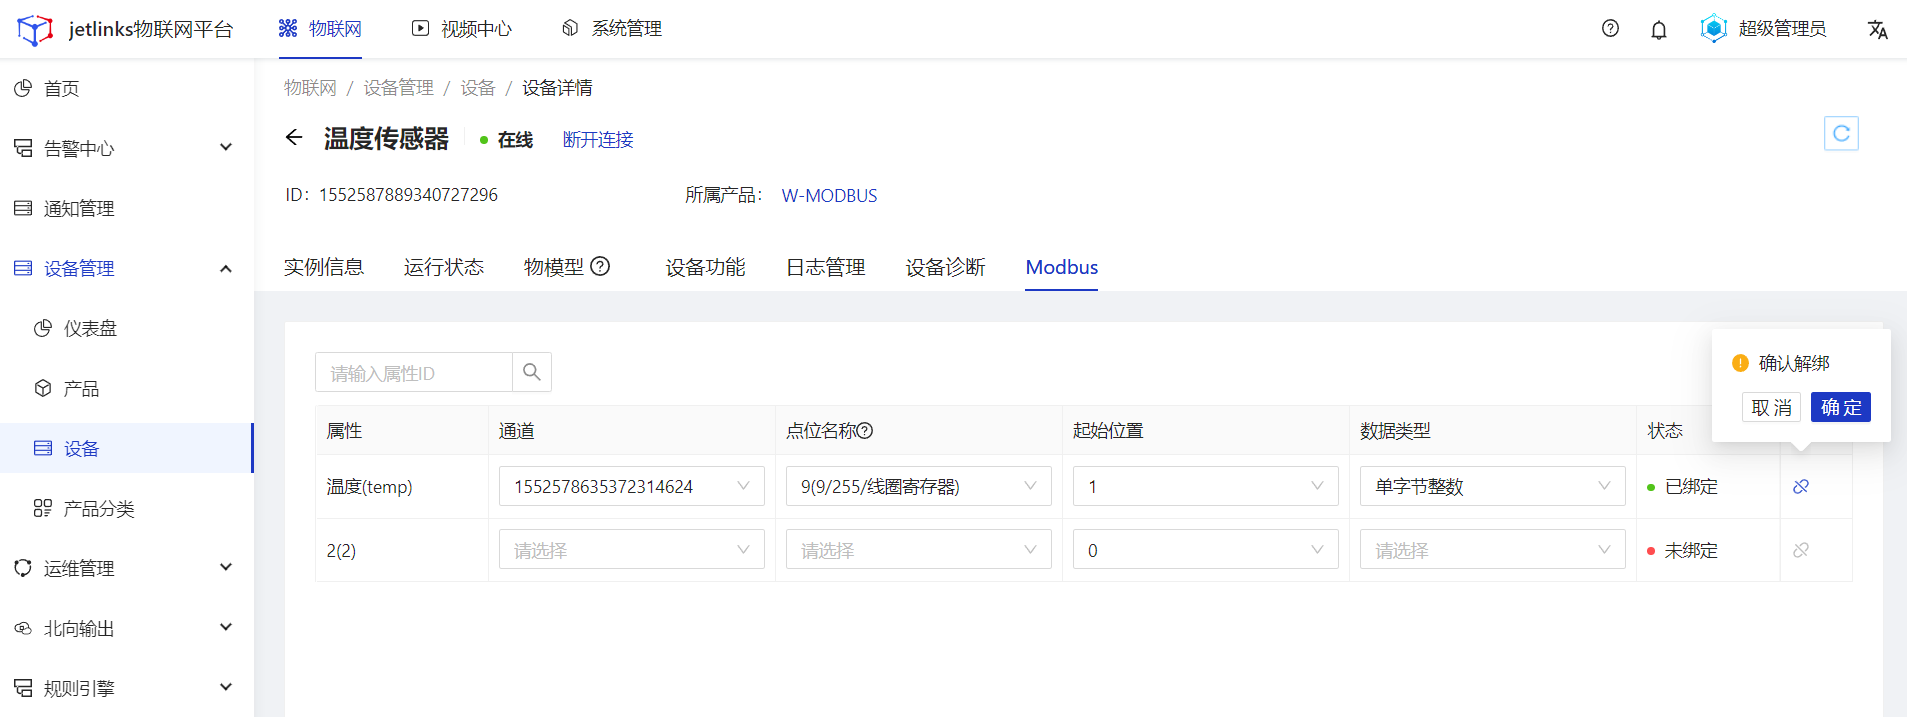 jetlinks物联网平台
物联网
视频中心
系统管理
超级管理员
首页
告警中心
通知管理
设备管理
仪表盘
产品
设备
产品分类
运维管理
北向输出
规则引擎
物联网 / 设备管理 / 设备 / 设备详情
温度传感器 在线 断开连接
ID: 1552587889340727296 所属产品: W-MODBUS
实例信息 运行状态 物模型 设备功能 日志管理 设备诊断 Modbus
确认解绑
取 消 确 定
请输入属性ID
属性 通道 点位名称 起始位置 数据类型 状态
温度(temp) 1552578635372314624 9(9/255/线圈寄存器) 1 单字节整数 已绑定
2(2) 请选择 请选择 0 请选择 未绑定